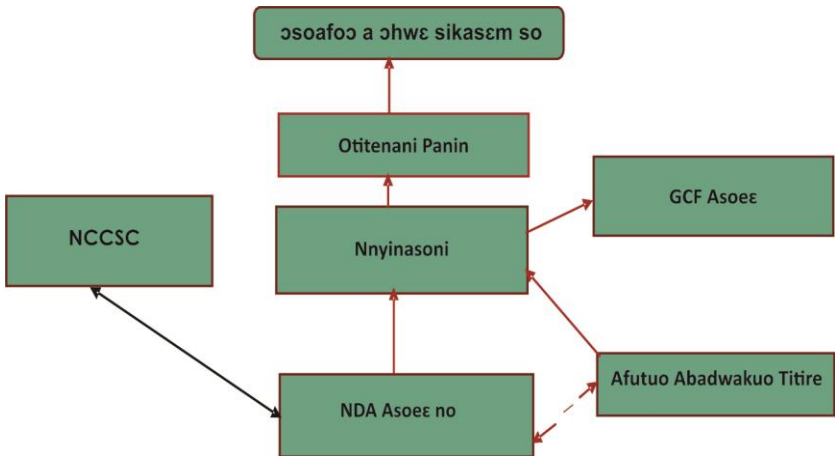 ɔsoafoɔ a ɔhwɛ sikasɛm so
Otitenani Panin
GCF Asoeɛ
NCCSC
Nnyinasoni
Afutuo Abadwakuo Titire
NDA Asoeɛ no